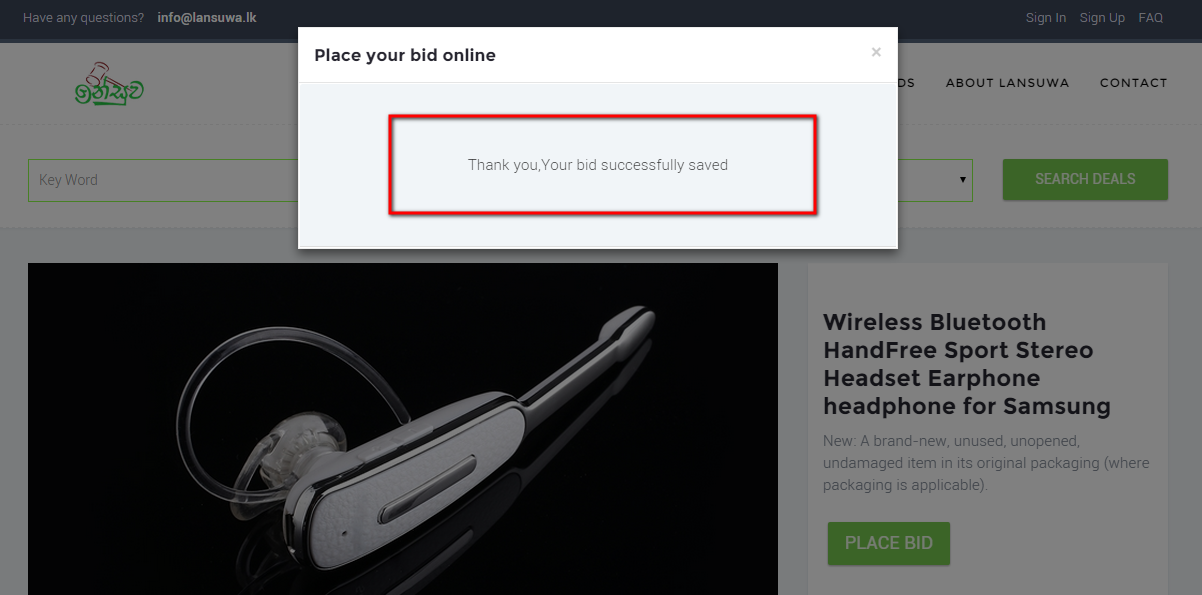 Have any questions? info@lansuwa.lk
Sign In Sign Up FAQ
Place your bid online ×
ලන්සුව
DS ABOUT LANSUWA CONTACT
Thank you,Your bid successfully saved
Key Word
SEARCH DEALS
Wireless Bluetooth
HandFree Sport Stereo
Headset Earphone
headphone for Samsung
New: A brand-new, unused, unopened,
undamaged item in its original packaging (where
packaging is applicable).
PLACE BID